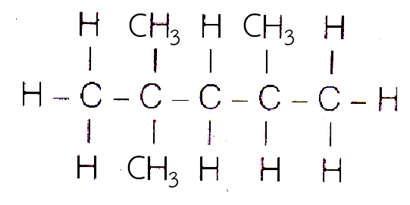 H CH₃ H CH₃ H
H – C – C – C – C – C – H
H CH₃ H H H